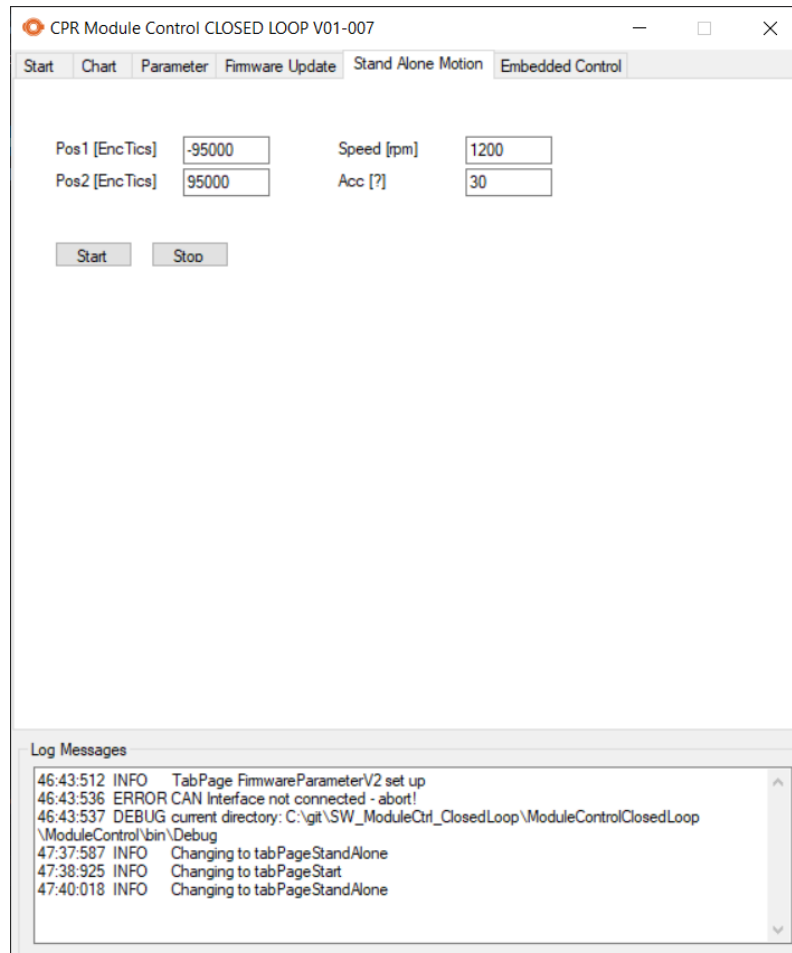 CPR Module Control CLOSED LOOP V01-007
Start Chart Parameter Firmware Update Stand Alone Motion Embedded Control
Pos1 [EncTics] -95000 Speed [rpm] 1200
Pos2 [EncTics] 95000 Acc [?] 30
Start Stop
Log Messages
46:43:512 INFO TabPage FirmwareParameterV2 set up
46:43:536 ERROR CAN Interface not connected - abort!
46:43:537 DEBUG current directory: C:\git\SW_ModuleCtrl_ClosedLoop\ModuleControlClosedLoop
\ModuleControl\bin\Debug
47:37:587 INFO Changing to tabPageStandAlone
47:38:925 INFO Changing to tabPageStart
47:40:018 INFO Changing to tabPageStandAlone